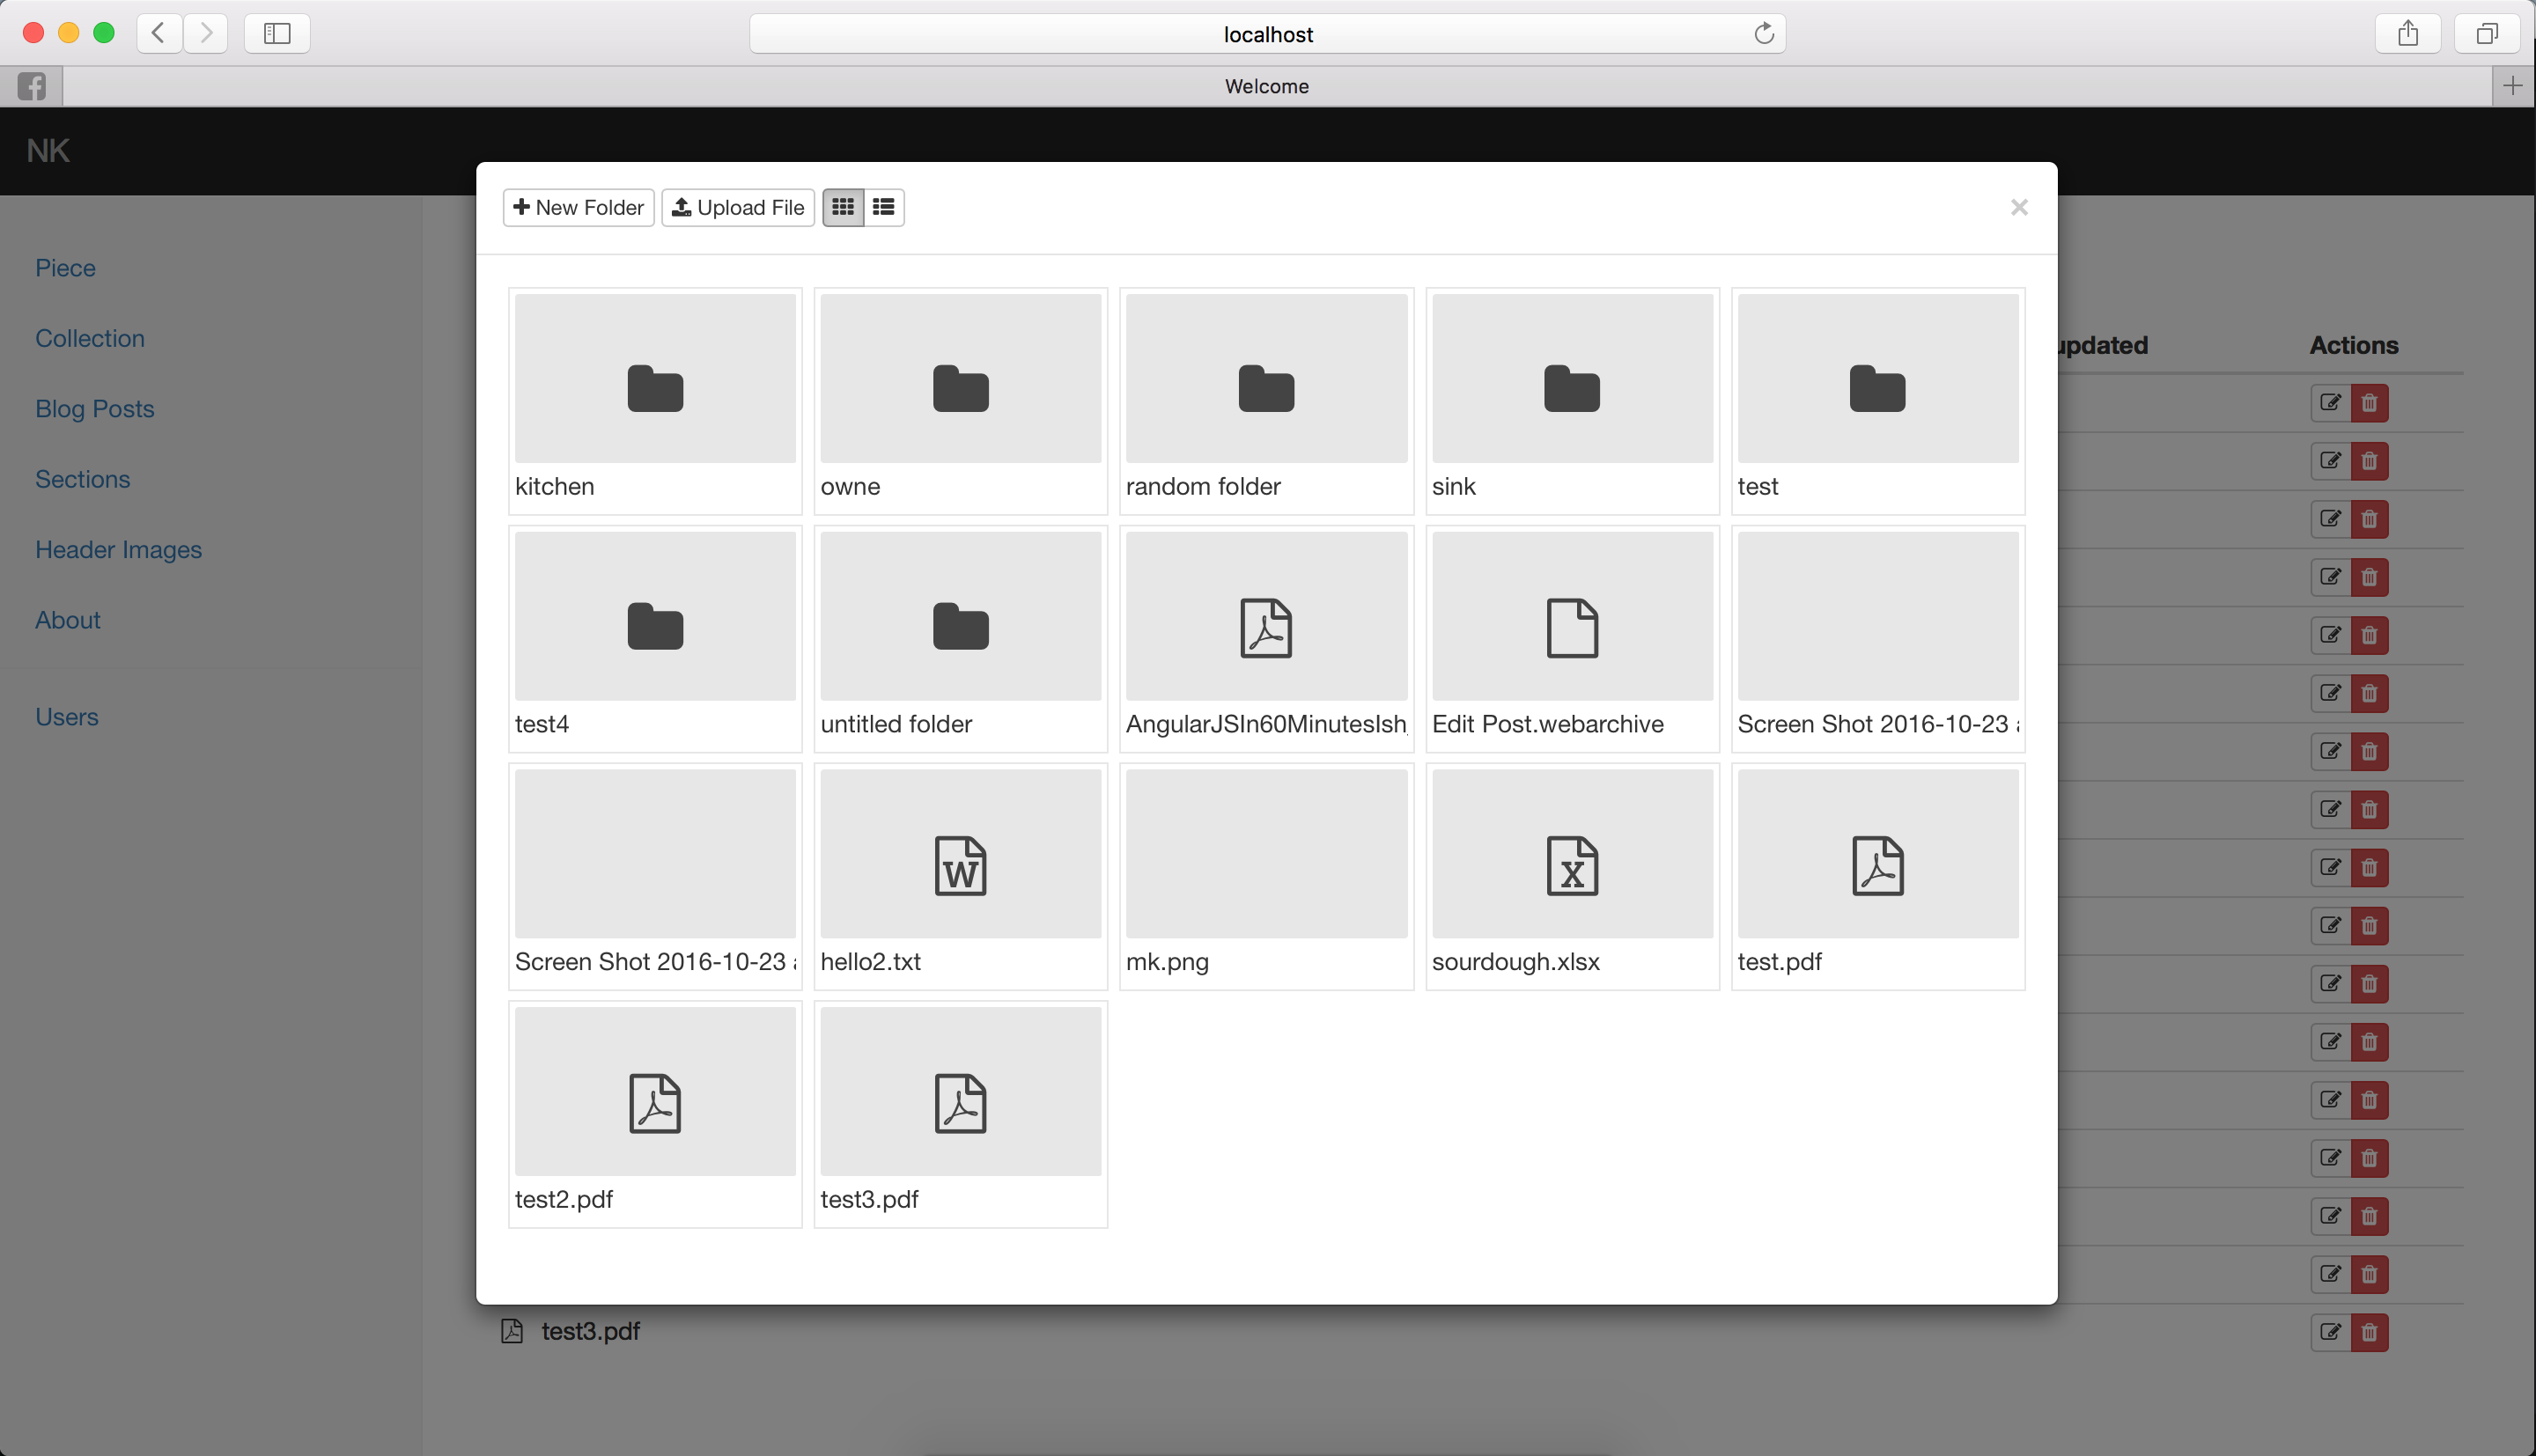 localhost
Welcome
NK
New Folder Upload File
Piece
Collection
Blog Posts
Sections
Header Images
About
Users
updated Actions
kitchen owne random folder sink test
test4 untitled folder AngularJSIn60MinutesIsh_ Edit Post.webarchive Screen Shot 2016-10-23
Screen Shot 2016-10-23 hello2.txt mk.png sourdough.xlsx test.pdf
test2.pdf test3.pdf
test3.pdf